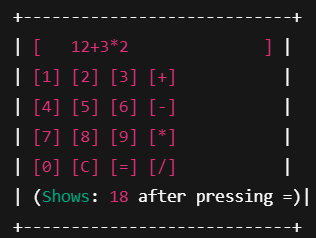 +----------------------------+
| [   12+3*2             ] |
| [1] [2] [3] [+]          |
| [4] [5] [6] [-]          |
| [7] [8] [9] [*]          |
| [0] [C] [=] [/]          |
| (Shows: 18 after pressing =)|
+----------------------------+